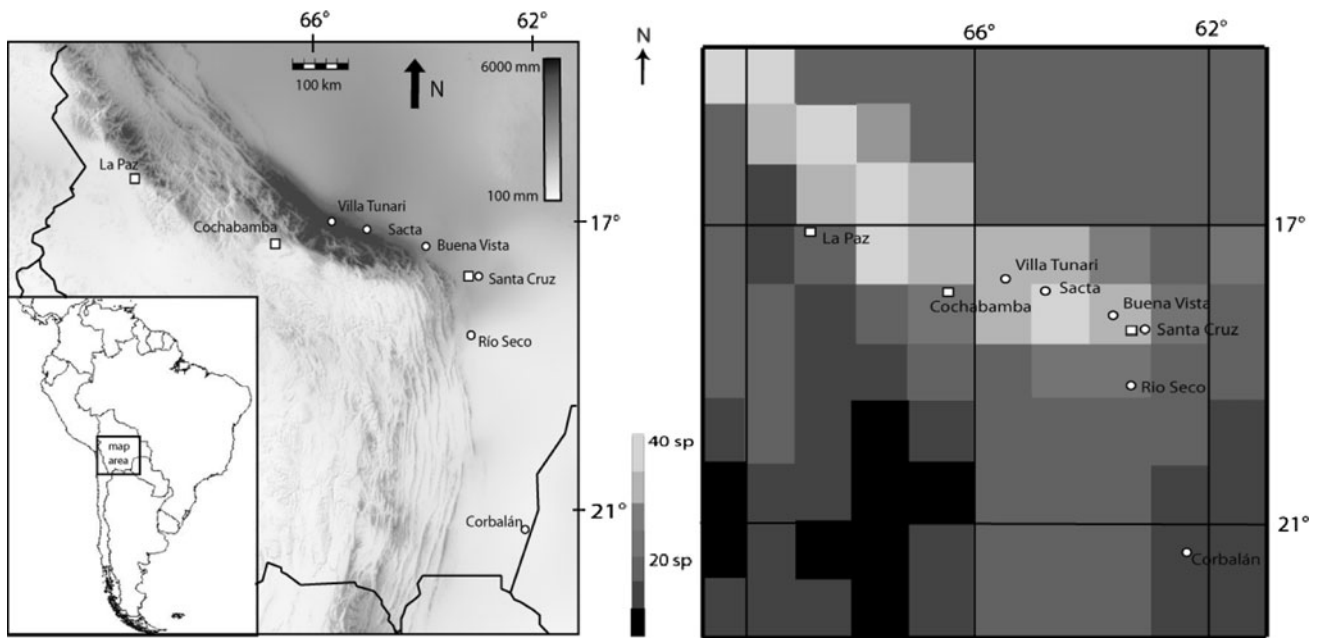 66°
62°
6000 mm
100 km
N
100 mm
La Paz
Villa Tunari
17°
Sacta
Cochabamba
Buena Vista
Santa Cruz
Río Seco
map
area
Corbalán
21°
N
66°
62°
17°
La Paz
Villa Tunari
Sacta
Cochabamba
Buena Vista
Santa Cruz
Rio Seco
40 sp
20 sp
21°
Corbalán